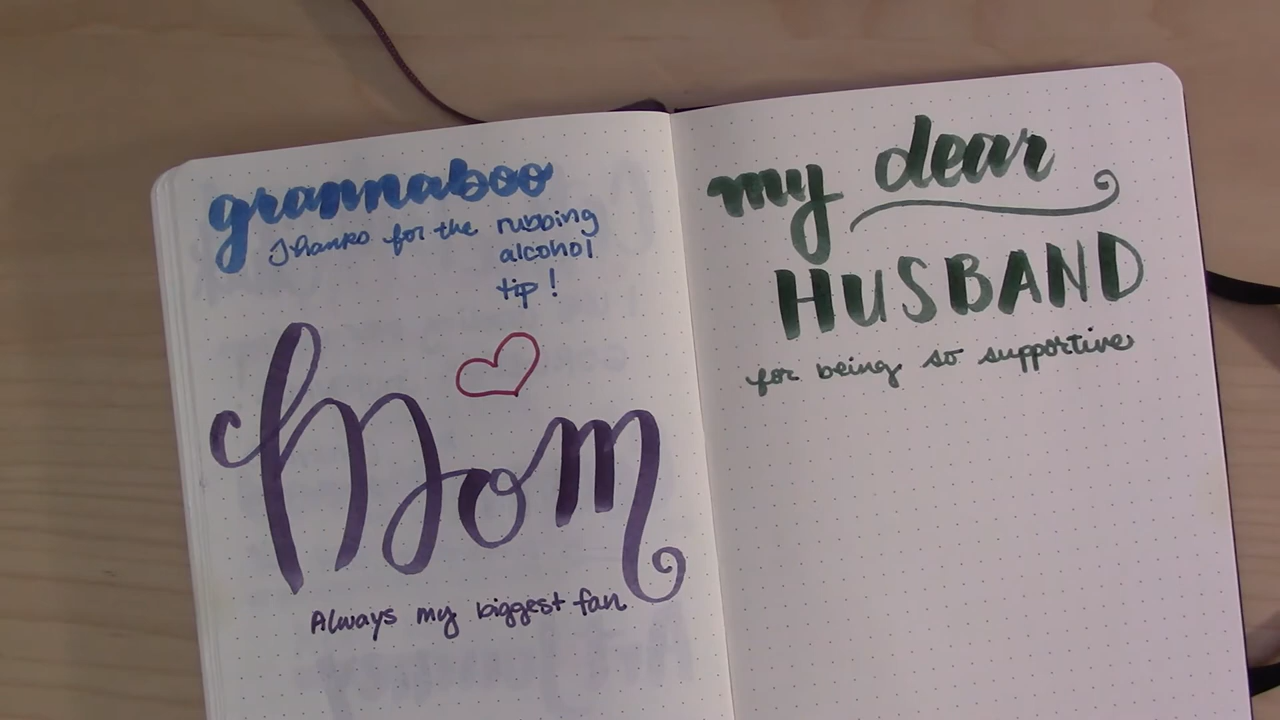 grannaboo
Thanks for the rubbing
alcohol
tip!
Mom
Always my biggest fan
my dear
HUSBAND
for being so supportive